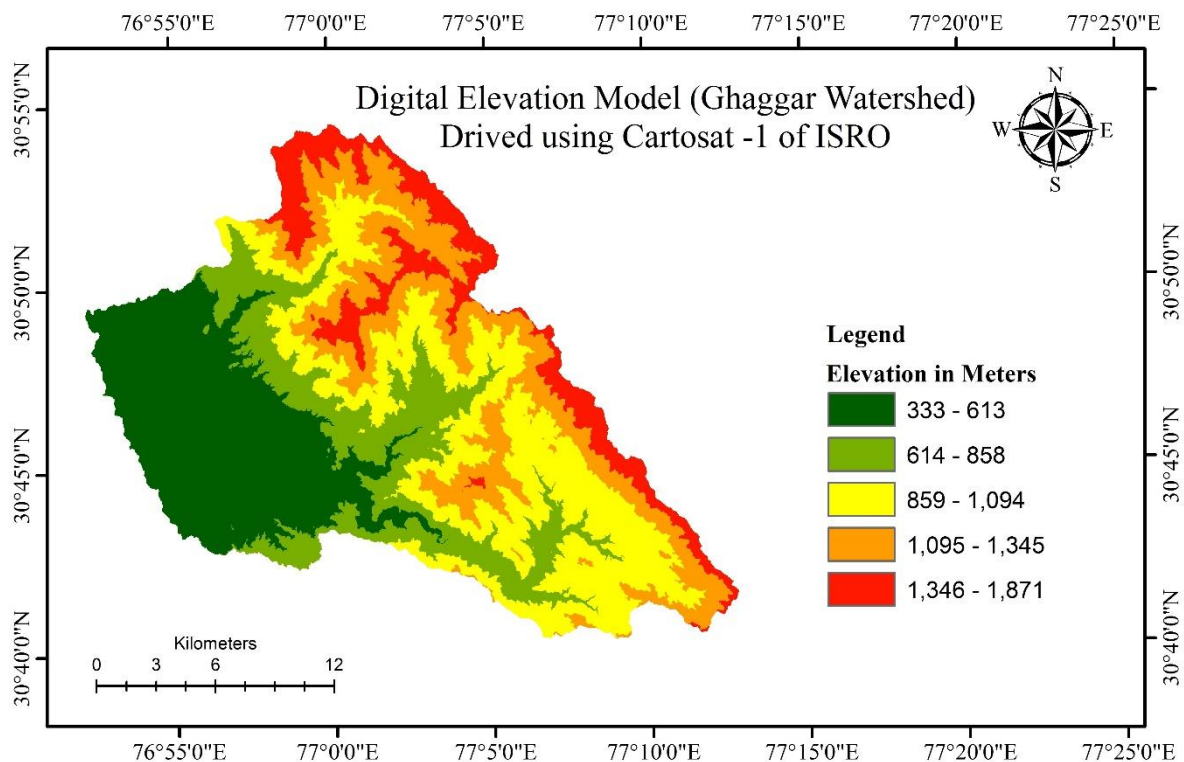 76°55'0"E 77°0'0"E 77°5'0"E 77°10'0"E 77°15'0"E 77°20'0"E 77°25'0"E
Digital Elevation Model (Ghaggar Watershed)
Drived using Cartosat -1 of ISRO
N
W E
S
30°55'0"N
30°50'0"N
30°45'0"N
30°40'0"N
30°50'0"N
30°45'0"N
30°40'0"N
Legend
Elevation in Meters
333 - 613
614 - 858
859 - 1,094
1,095 - 1,345
1,346 - 1,871
Kilometers
0 3 6 12
76°55'0"E 77°0'0"E 77°5'0"E 77°10'0"E 77°15'0"E 77°20'0"E 77°25'0"E